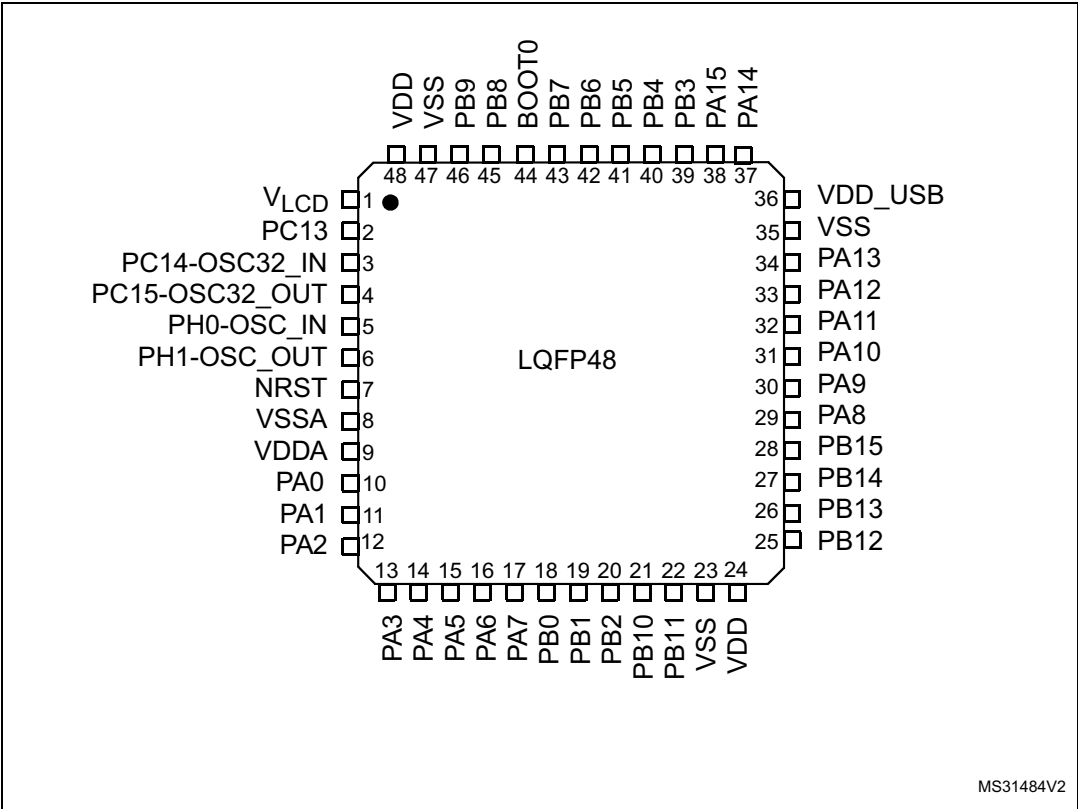 VDD VSS PB9 PB8 BOOT0 PB7 PB6 PB5 PB4 PB3 PA15 PA14
48 47 46 45 44 43 42 41 40 39 38 37
VLCD 1 36 VDD_USB
PC13 2 35 VSS
PC14-OSC32_IN 3 34 PA13
PC15-OSC32_OUT 4 33 PA12
PH0-OSC_IN 5 32 PA11
PH1-OSC_OUT 6 LQFP48 31 PA10
NRST 7 30 PA9
VSSA 8 29 PA8
VDDA 9 28 PB15
PA0 10 27 PB14
PA1 11 26 PB13
PA2 12 25 PB12
13 14 15 16 17 18 19 20 21 22 23 24
PA3 PA4 PA5 PA6 PA7 PB0 PB1 PB2 PB10 PB11 VSS VDD
MS31484V2